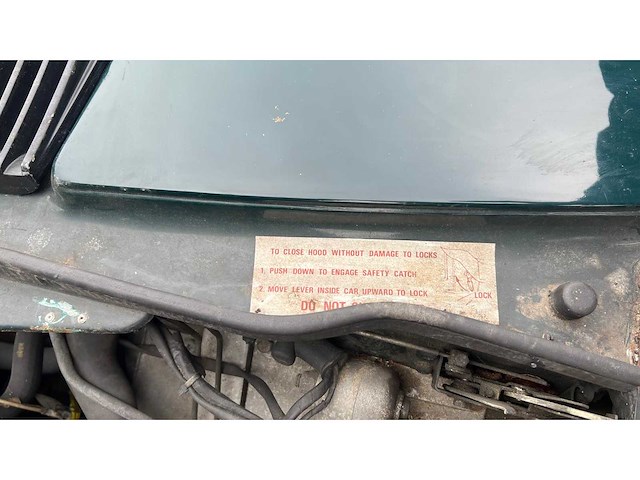 TO CLOSE HOOD WITHOUT DAMAGE TO LOCKS
1. PUSH DOWN TO ENGAGE SAFETY CATCH
2. MOVE LEVER INSIDE CAR UPWARD TO LOCK
LOCK
DO NOT